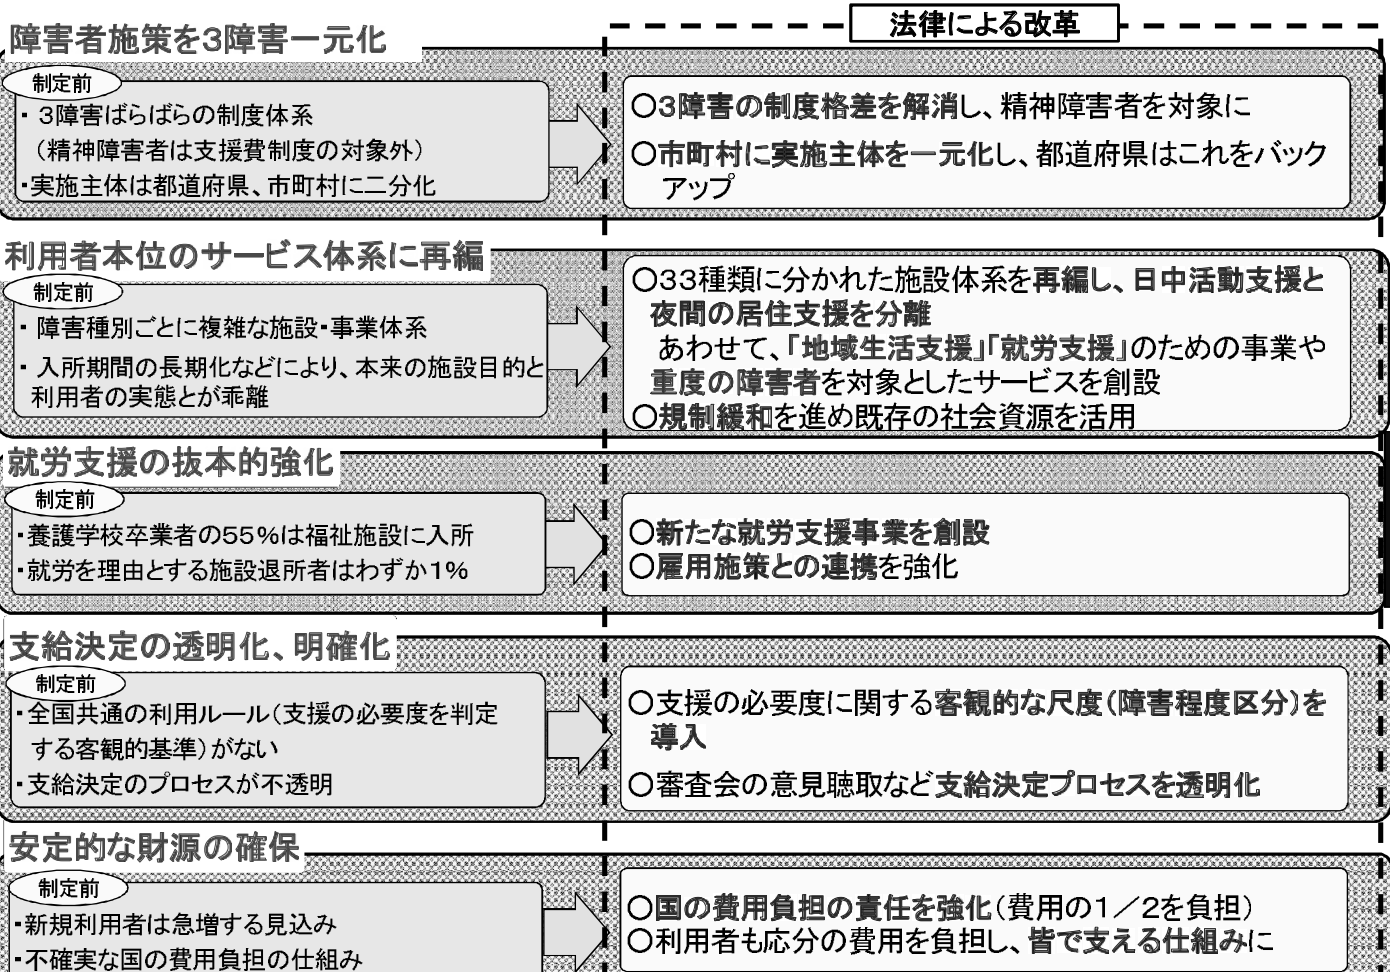 法律による改革
障害者施策を3障害一元化
制定前
・ 3障害ばらばらの制度体系
（精神障害者は支援費制度の対象外）
・実施主体は都道府県、市町村に二分化
○3障害の制度格差を解消し、精神障害者を対象に
○市町村に実施主体を一元化し、都道府県はこれをバック
アップ
利用者本位のサービス体系に再編
制定前
・ 障害種別ごとに複雑な施設・事業体系
・ 入所期間の長期化などにより、本来の施設目的と
利用者の実態とが乖離
○33種類に分かれた施設体系を再編し、日中活動支援と
夜間の居住支援を分離
あわせて、「地域生活支援」「就労支援」のための事業や
重度の障害者を対象としたサービスを創設
○規制緩和を進め既存の社会資源を活用
就労支援の抜本的強化
制定前
・養護学校卒業者の55％は福祉施設に入所
・就労を理由とする施設退所者はわずか1％
○新たな就労支援事業を創設
○雇用施策との連携を強化
支給決定の透明化、明確化
制定前
・全国共通の利用ルール（支援の必要度を判定
する客観的基準）がない
・支給決定のプロセスが不透明
○支援の必要度に関する客観的な尺度（障害程度区分）を
導入
○審査会の意見聴取など支給決定プロセスを透明化
安定的な財源の確保
制定前
・新規利用者は急増する見込み
・不確実な国の費用負担の仕組み
○国の費用負担の責任を強化（費用の1／2を負担）
○利用者も応分の費用を負担し、皆で支える仕組みに